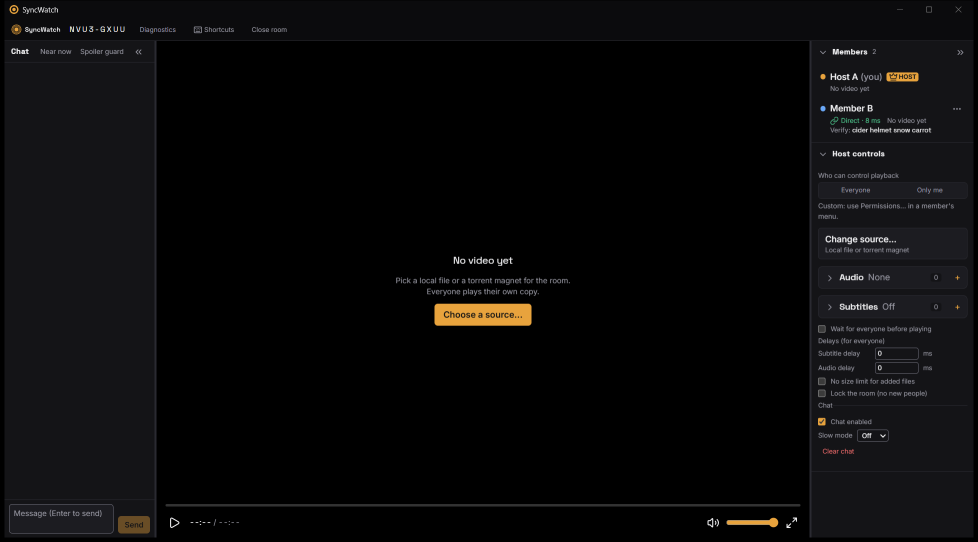 SyncWatch
SyncWatch NVU3-GXUU Diagnostics Shortcuts Close room
Chat Near now Spoiler guard
Message (Enter to send)
Send
No video yet
Pick a local file or a torrent magnet for the room.
Everyone plays their own copy.
Choose a source...
--:-- / --:--
Members 2
Host A (you) HOST
No video yet
Member B
Direct · 8 ms No video yet
Verify: cider helmet snow carrot
Host controls
Who can control playback
Everyone Only me
Custom: use Permissions... in a member's
menu.
Change source...
Local file or torrent magnet
Audio None 0 +
Subtitles Off 0 +
Wait for everyone before playing
Delays (for everyone)
Subtitle delay 0 ms
Audio delay 0 ms
No size limit for added files
Lock the room (no new people)
Chat
Chat enabled
Slow mode Off
Clear chat